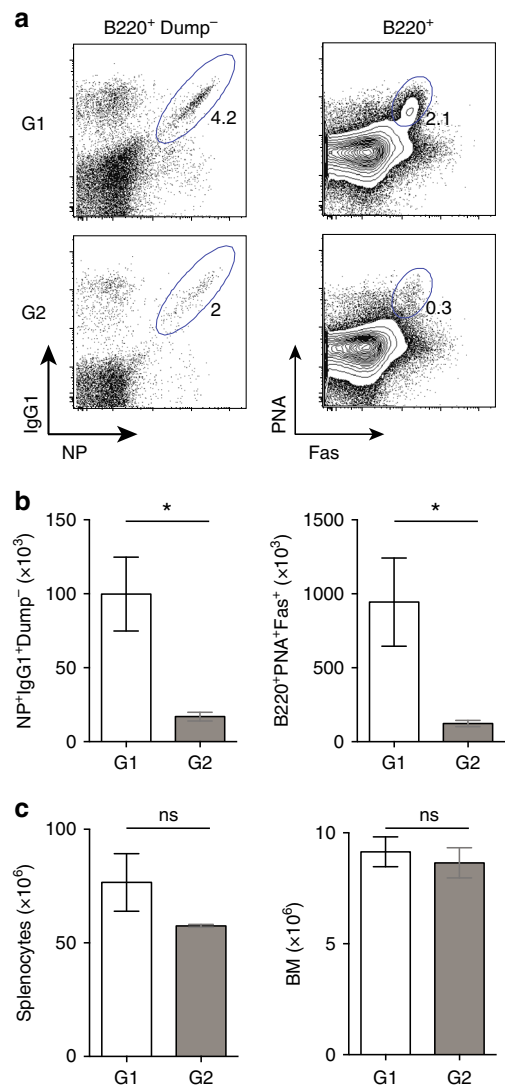 a
B220⁺ Dump⁻
B220⁺
G1
4.2
2.1
G2
2
0.3
IgG1
NP
PNA
Fas
b
NP⁺IgG1⁺Dump⁻ (×10³)
150
100
50
0
*
G1
G2
B220⁺PNA⁺Fas⁺ (×10³)
1500
1000
500
0
*
G1
G2
c
Splenocytes (×10⁶)
100
50
0
ns
G1
G2
BM (×10⁶)
10
5
0
ns
G1
G2